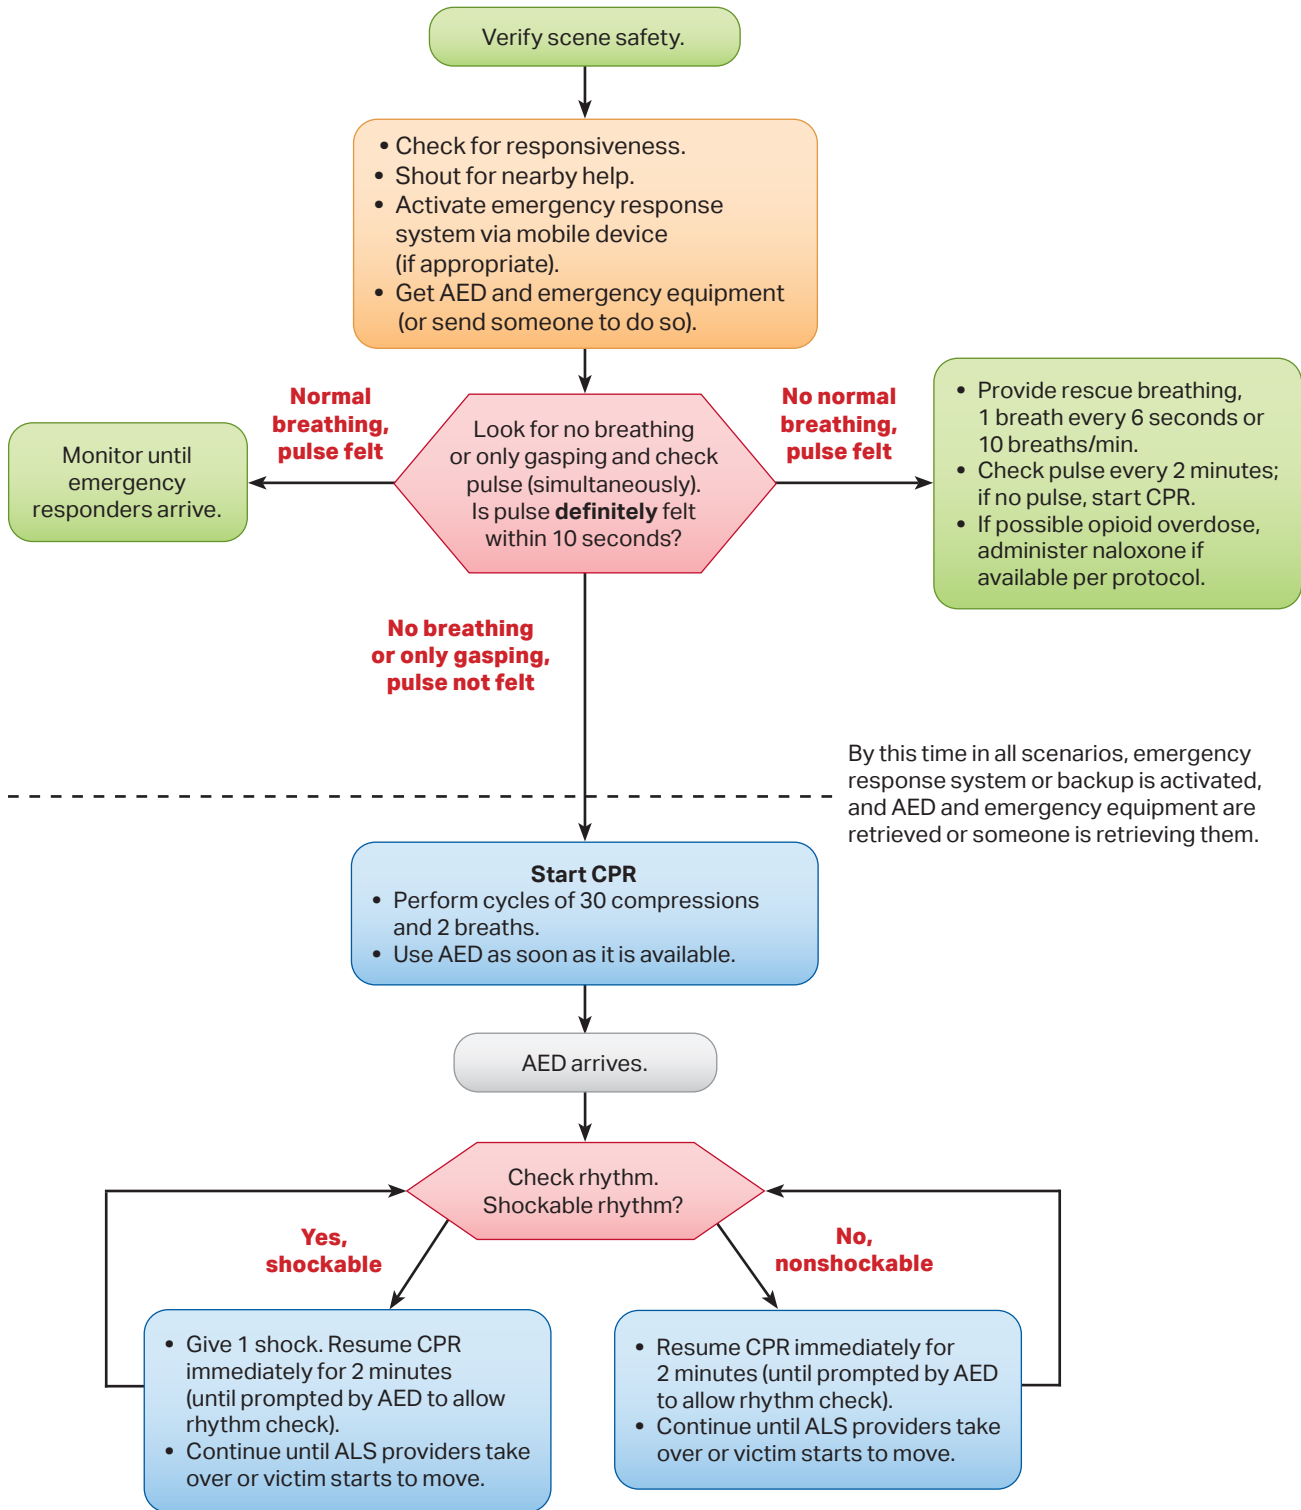 Verify scene safety.
• Check for responsiveness.
• Shout for nearby help.
• Activate emergency response
system via mobile device
(if appropriate).
• Get AED and emergency equipment
(or send someone to do so).
Normal
breathing,
pulse felt
Monitor until
emergency
responders arrive.
Look for no breathing
or only gasping and check
pulse (simultaneously).
Is pulse definitely felt
within 10 seconds?
No normal
breathing,
pulse felt
• Provide rescue breathing,
1 breath every 6 seconds or
10 breaths/min.
• Check pulse every 2 minutes;
if no pulse, start CPR.
• If possible opioid overdose,
administer naloxone if
available per protocol.
No breathing
or only gasping,
pulse not felt
By this time in all scenarios, emergency
response system or backup is activated,
and AED and emergency equipment are
retrieved or someone is retrieving them.
Start CPR
• Perform cycles of 30 compressions
and 2 breaths.
• Use AED as soon as it is available.
AED arrives.
Check rhythm.
Shockable rhythm?
Yes,
shockable
No,
nonshockable
• Give 1 shock. Resume CPR
immediately for 2 minutes
(until prompted by AED to allow
rhythm check).
• Continue until ALS providers take
over or victim starts to move.
• Resume CPR immediately for
2 minutes (until prompted by AED
to allow rhythm check).
• Continue until ALS providers take
over or victim starts to move.